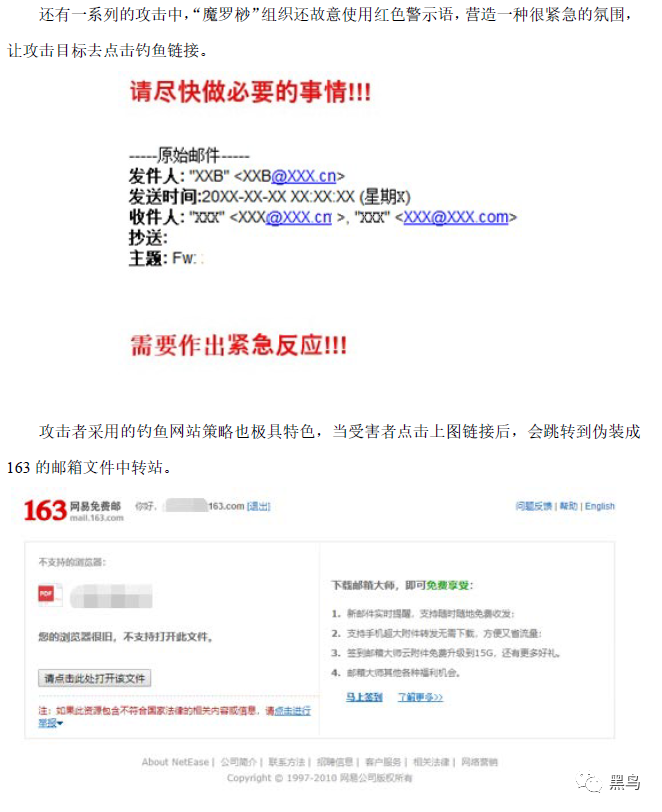 还有一系列的攻击中，“魔罗桫”组织还故意使用红色警示语，营造一种很紧急的氛围，
让攻击目标去点击钓鱼链接。
请尽快做必要的事情!!!
-----原始邮件-----
发件人: "XXB" <XXB@XXX.cn>
发送时间:20XX-XX-XX XX:XX:XX (星期X)
收件人: "XXX" <XXX@XXX.cn >, "XXX" <XXX@XXX.com>
抄送:
主题: Fw:
需要作出紧急反应!!!
攻击者采用的钓鱼网站策略也极具特色，当受害者点击上图链接后，会跳转到伪装成
163 的邮箱文件中转站。
163 网易免费邮 mail.163.com 你好， 163.com [退出] 问题反馈 | 帮助 | English
不支持的浏览器：
PDF
您的浏览器很旧，不支持打开此文件。
请点击此处打开该文件
注：如果此资源包含不符合国家法律的相关内容或信息，请点击进行
举报
下载邮箱大师，即可免费享受：
1. 新邮件实时提醒，支持随时随地免费收发；
2. 支持手机超大附件转发无需下载，方便又省流量；
3. 签到邮箱大师云附件免费升级到15G，还有更多好礼。
4. 邮箱大师其他各种福利机会。
马上签到 了解更多>>
About NetEase | 公司简介 | 联系方法 | 招聘信息 | 客户服务 | 相关法律 | 网络营销
Copyright © 1997-2010 网易公司版权所有
黑鸟